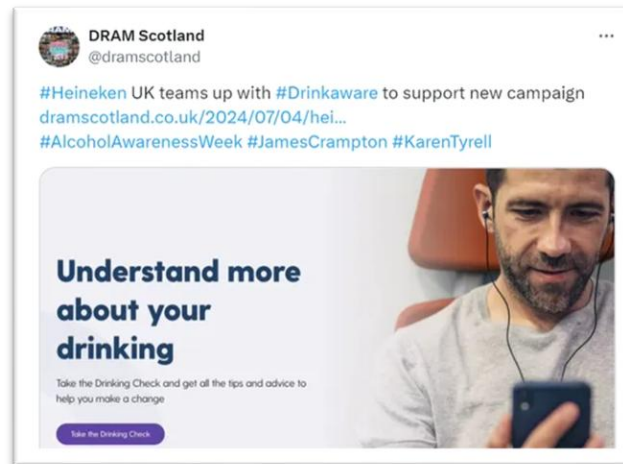 DRAM Scotland
@dramscotland
#Heineken UK teams up with #Drinkaware to support new campaign
dramscotland.co.uk/2024/07/04/hei...
#AlcoholAwarenessWeek #JamesCrampton #KarenTyrell
Understand more
about your
drinking
Take the Drinking Check and get all the tips and advice to
help you make a change
Take the Drinking Check